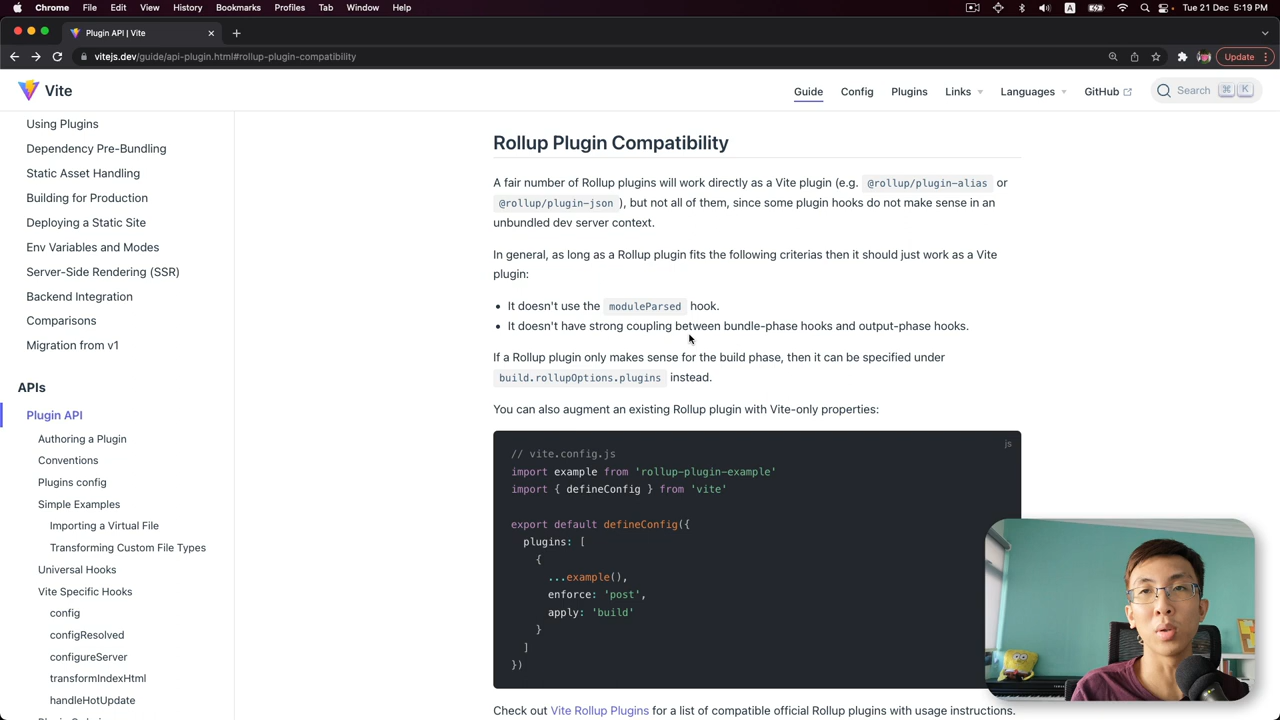 Chrome File Edit View History Bookmarks Profiles Tab Window Help A Tue 21 Dec 5:19 PM
Plugin API | Vite
vitejs.dev/guide/api-plugin.html#rollup-plugin-compatibility Update
Vite Guide Config Plugins Links Languages GitHub Search ⌘ K
Using Plugins
Dependency Pre-Bundling
Static Asset Handling
Building for Production
Deploying a Static Site
Env Variables and Modes
Server-Side Rendering (SSR)
Backend Integration
Comparisons
Migration from v1
APIs
Plugin API
Authoring a Plugin
Conventions
Plugins config
Simple Examples
Importing a Virtual File
Transforming Custom File Types
Universal Hooks
Vite Specific Hooks
config
configResolved
configureServer
transformIndexHtml
handleHotUpdate
Rollup Plugin Compatibility
A fair number of Rollup plugins will work directly as a Vite plugin (e.g. @rollup/plugin-alias or
@rollup/plugin-json ), but not all of them, since some plugin hooks do not make sense in an
unbundled dev server context.
In general, as long as a Rollup plugin fits the following criterias then it should just work as a Vite
plugin:
• It doesn't use the moduleParsed hook.
• It doesn't have strong coupling between bundle-phase hooks and output-phase hooks.
If a Rollup plugin only makes sense for the build phase, then it can be specified under
build.rollupOptions.plugins instead.
You can also augment an existing Rollup plugin with Vite-only properties:
js
// vite.config.js
import example from 'rollup-plugin-example'
import { defineConfig } from 'vite'
export default defineConfig({
plugins: [
{
...example(),
enforce: 'post',
apply: 'build'
}
]
})
Check out Vite Rollup Plugins for a list of compatible official Rollup plugins with usage instructions.